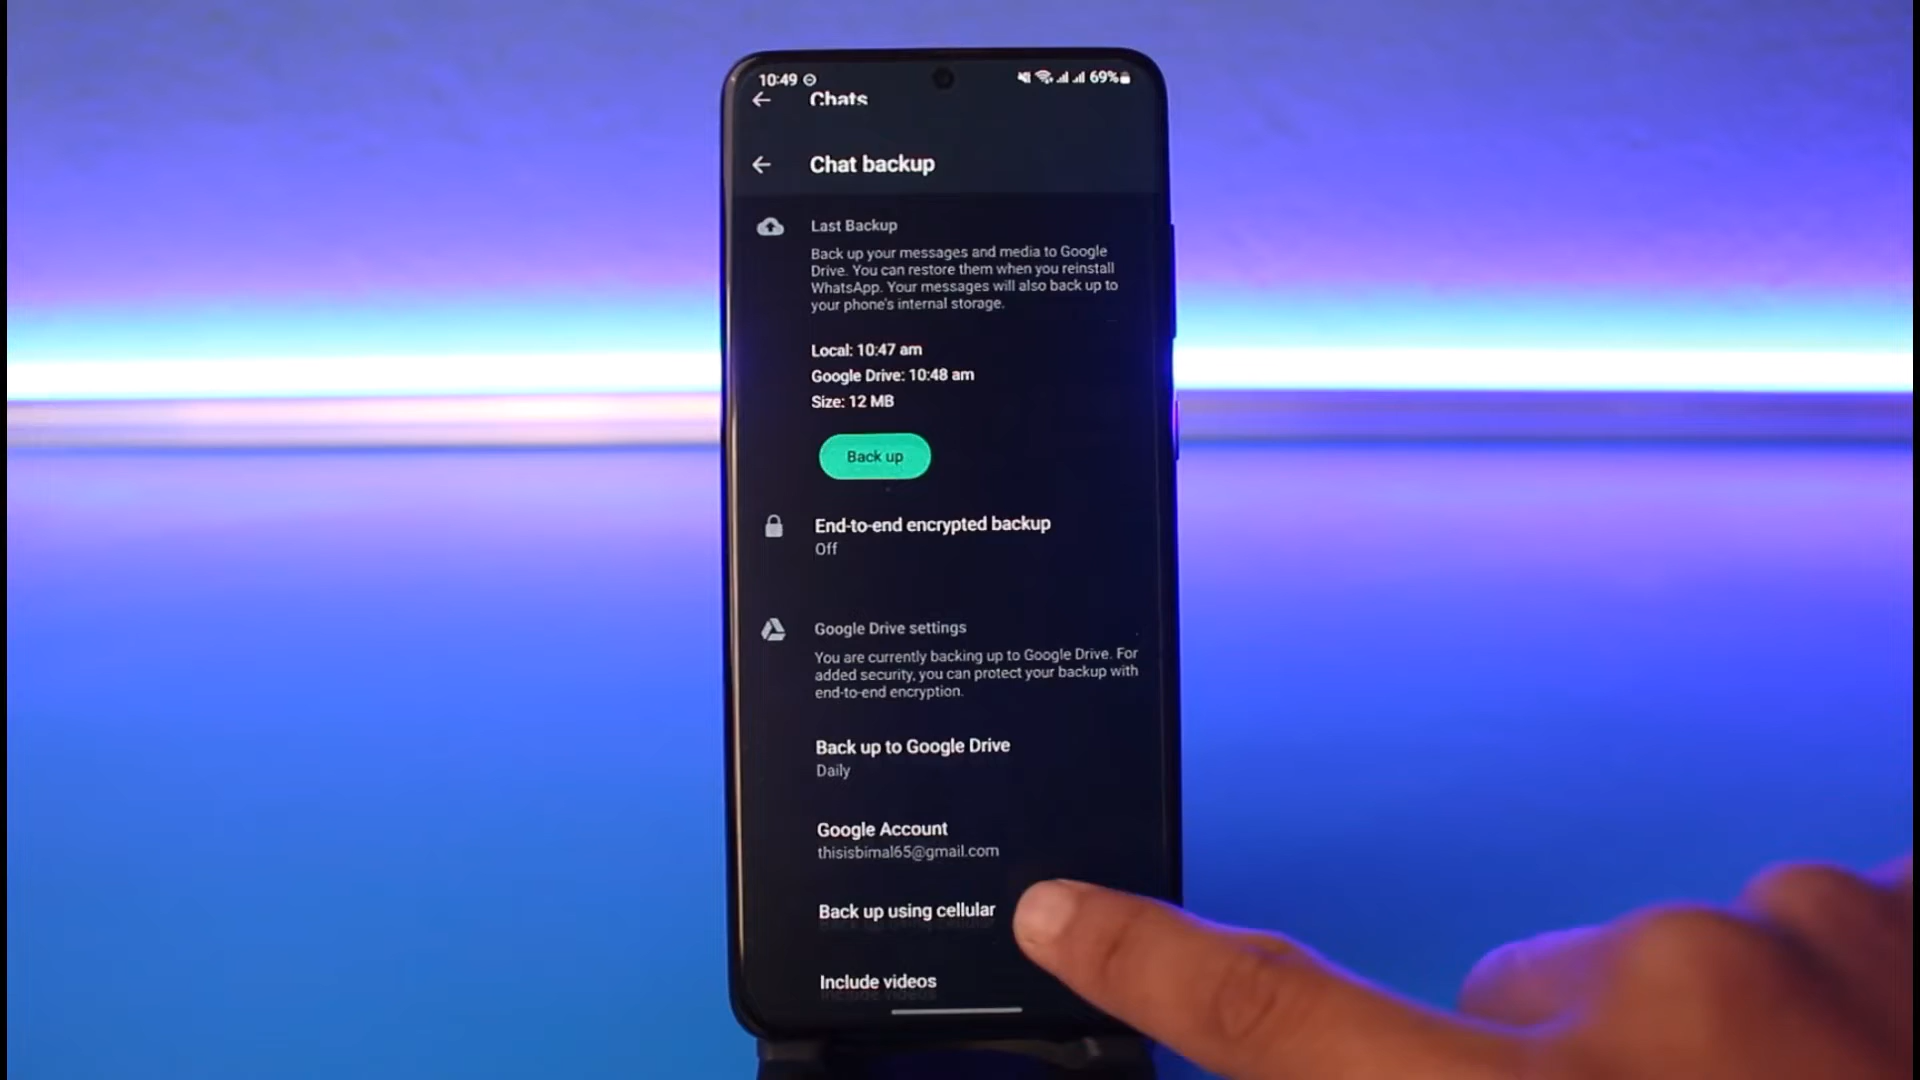 10:49
69%
Chats
Chat backup
Last Backup
Back up your messages and media to Google
Drive. You can restore them when you reinstall
WhatsApp. Your messages will also back up to
your phone's internal storage.
Local: 10:47 am
Google Drive: 10:48 am
Size: 12 MB
Back up
End-to-end encrypted backup
Off
Google Drive settings
You are currently backing up to Google Drive. For
added security, you can protect your backup with
end-to-end encryption.
Back up to Google Drive
Daily
Google Account
thisisbimal65@gmail.com
Back up using cellular
Include videos